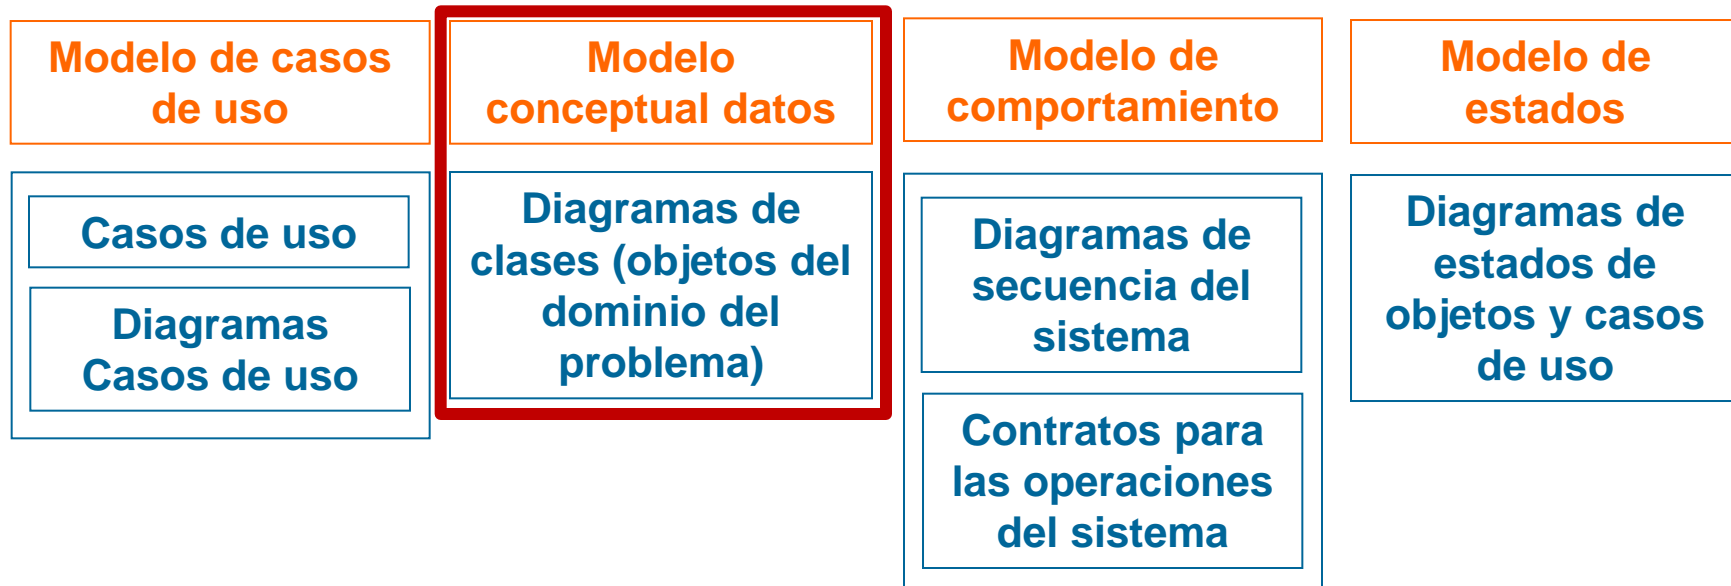 Modelo de casos
de uso
Casos de uso
Diagramas
Casos de uso
Modelo
conceptual datos
Diagramas de
clases (objetos del
dominio del
problema)
Modelo de
comportamiento
Diagramas de
secuencia del
sistema
Contratos para
las operaciones
del sistema
Modelo de
estados
Diagramas de
estados de
objetos y casos
de uso